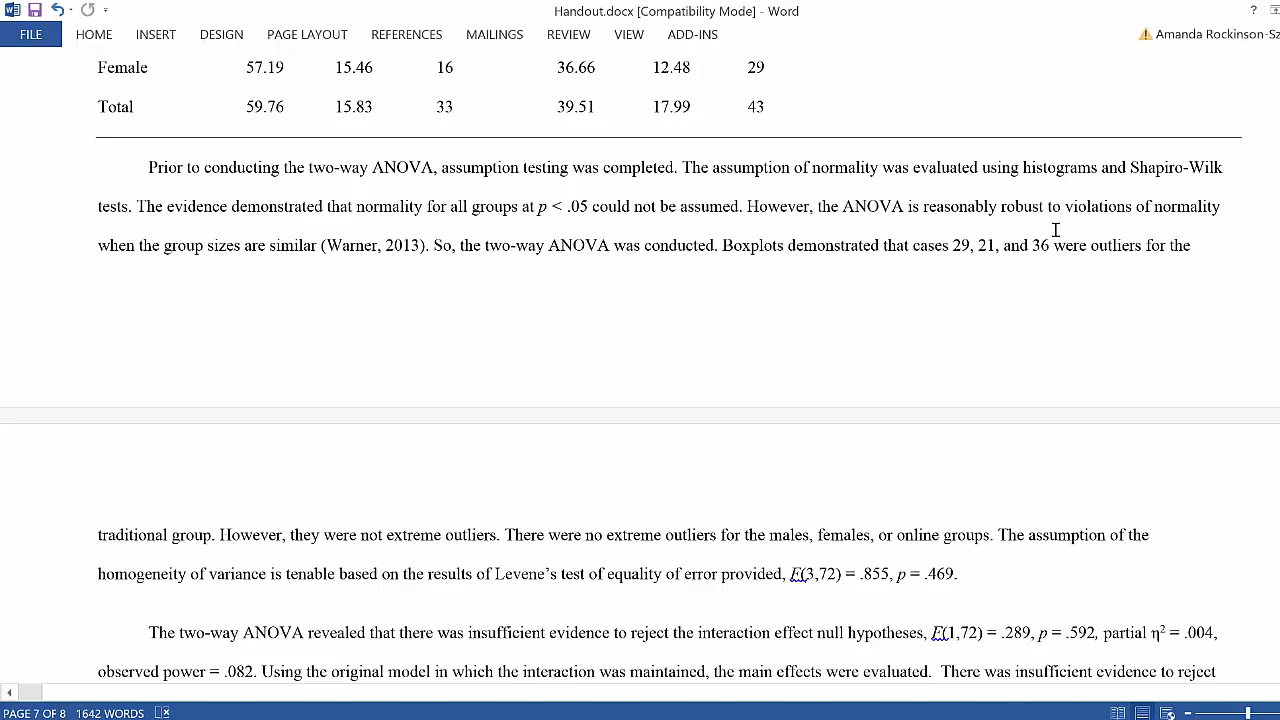 Handout.docx [Compatibility Mode] - Word
?
FILE HOME INSERT DESIGN PAGE LAYOUT REFERENCES MAILINGS REVIEW VIEW ADD-INS Amanda Rockinson-Sz
Female 57.19 15.46 16 36.66 12.48 29
Total 59.76 15.83 33 39.51 17.99 43
Prior to conducting the two-way ANOVA, assumption testing was completed. The assumption of normality was evaluated using histograms and Shapiro-Wilk
tests. The evidence demonstrated that normality for all groups at p < .05 could not be assumed. However, the ANOVA is reasonably robust to violations of normality
when the group sizes are similar (Warner, 2013). So, the two-way ANOVA was conducted. Boxplots demonstrated that cases 29, 21, and 36 were outliers for the
traditional group. However, they were not extreme outliers. There were no extreme outliers for the males, females, or online groups. The assumption of the
homogeneity of variance is tenable based on the results of Levene's test of equality of error provided, F(3,72) = .855, p = .469.
The two-way ANOVA revealed that there was insufficient evidence to reject the interaction effect null hypotheses, F(1,72) = .289, p = .592, partial η² = .004,
observed power = .082. Using the original model in which the interaction was maintained, the main effects were evaluated. There was insufficient evidence to reject
PAGE 7 OF 8 1642 WORDS